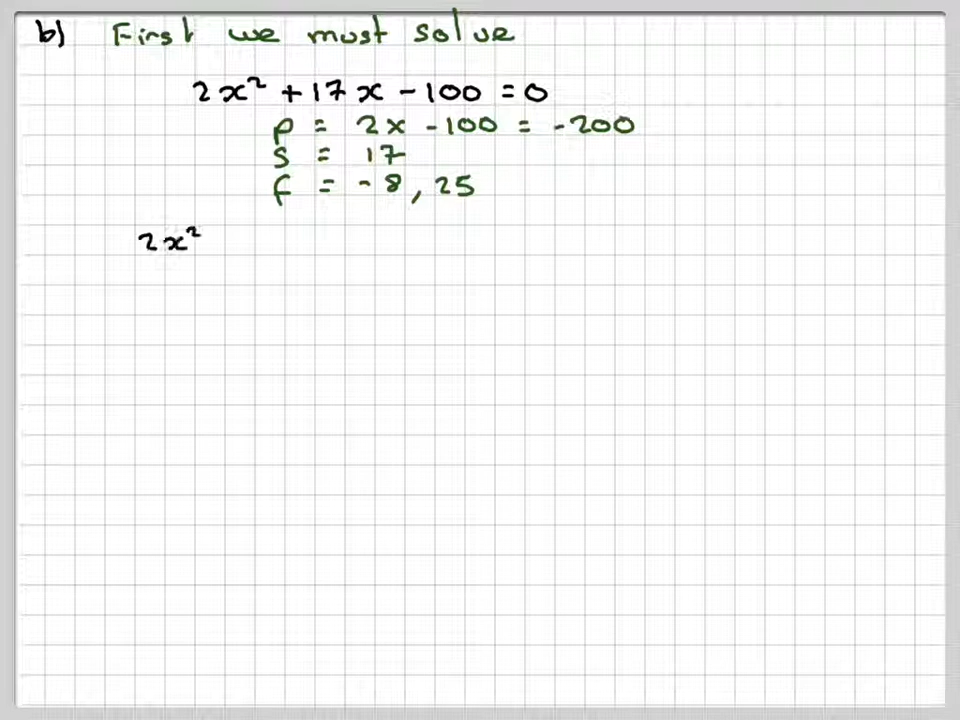 b) First we must solve
2x² + 17x - 100 = 0
P = 2x - 100 = - 200
S = 17
F = - 8, 25
2x²